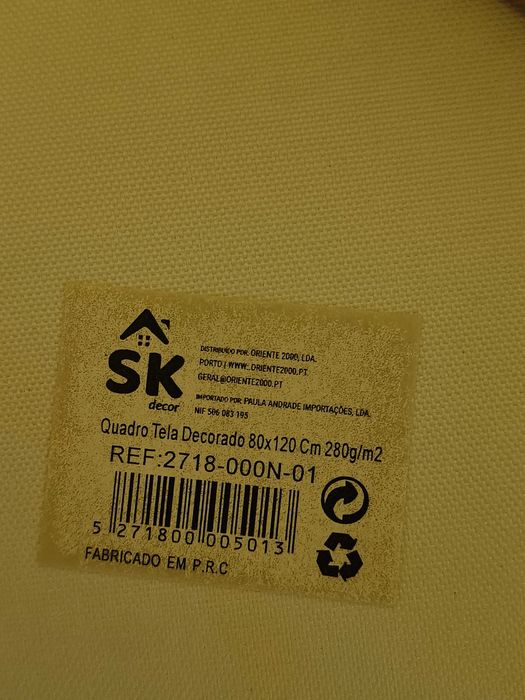 SK
decor
DISTRIBUÍDO POR: ORIENTE 2000, LDA.
PORTO | WWW..ORIENTE2000.PT
GERAL@ORIENTE2000.PT
IMPORTADO POR: PAULA ANDRADE IMPORTAÇÕES, LDA.
NIF 506 083 195
Quadro Tela Decorado 80x120 Cm 280g/m2
REF:2718-000N-01
5 271800 005013
FABRICADO EM P.R.C